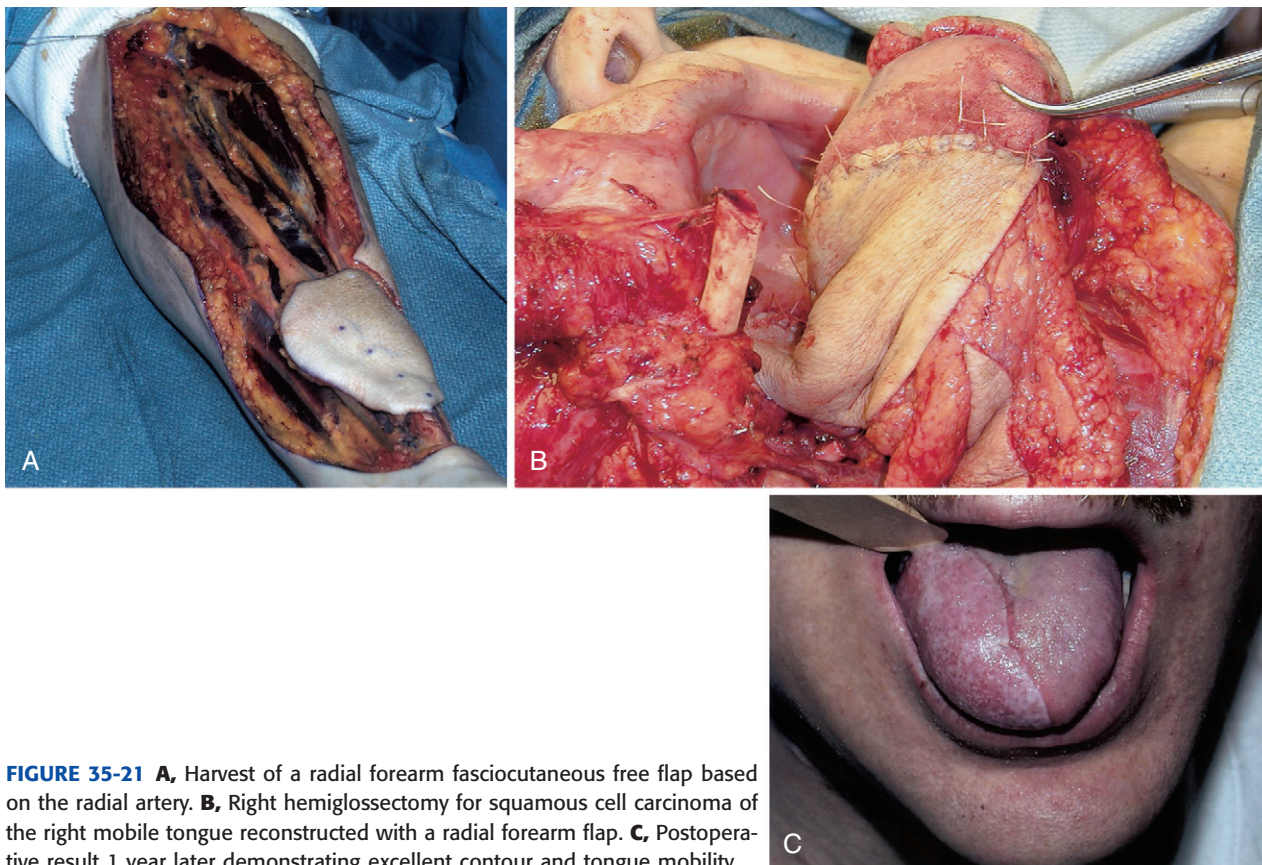 A
B
C
FIGURE 35-21 A, Harvest of a radial forearm fasciocutaneous free flap based
on the radial artery. B, Right hemiglossectomy for squamous cell carcinoma of
the right mobile tongue reconstructed with a radial forearm flap. C, Postopera-
tive result 1 year later demonstrating excellent contour and tongue mobility.